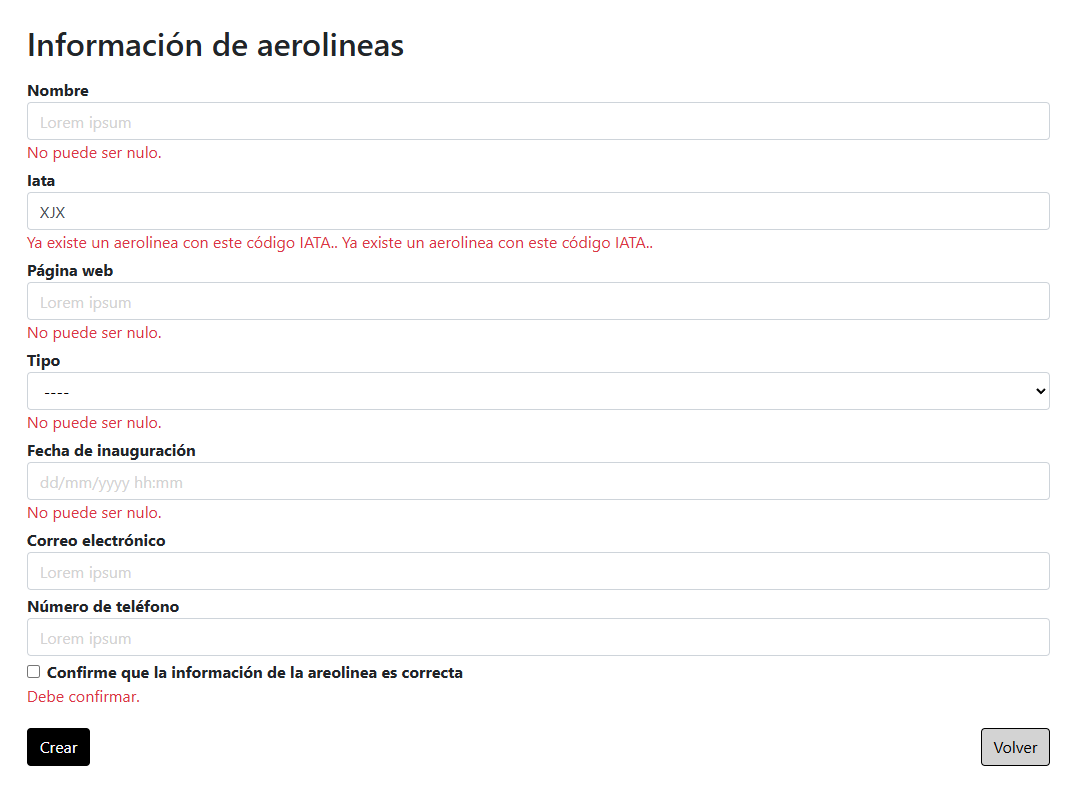 Información de aerolineas
Nombre
Lorem ipsum
No puede ser nulo.
Iata
XJX
Ya existe un aerolinea con este código IATA.. Ya existe un aerolinea con este código IATA..
Página web
Lorem ipsum
No puede ser nulo.
Tipo
----
No puede ser nulo.
Fecha de inauguración
dd/mm/yyyy hh:mm
No puede ser nulo.
Correo electrónico
Lorem ipsum
Número de teléfono
Lorem ipsum
Confirme que la información de la areolinea es correcta
Debe confirmar.
Crear
Volver